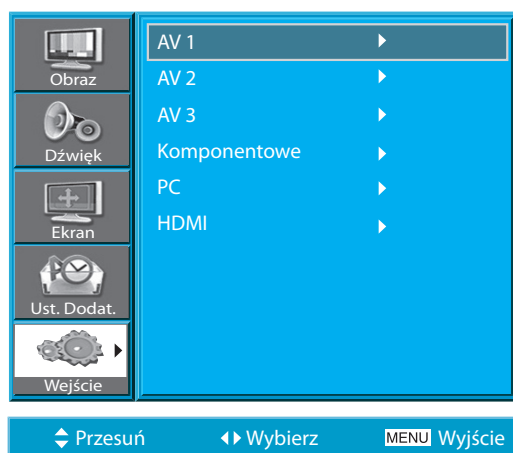 Obraz
Dźwięk
Ekran
Ust. Dodat.
Wejście
AV 1
AV 2
AV 3
Komponentowe
PC
HDMI
Przesuń Wybierz MENU Wyjście